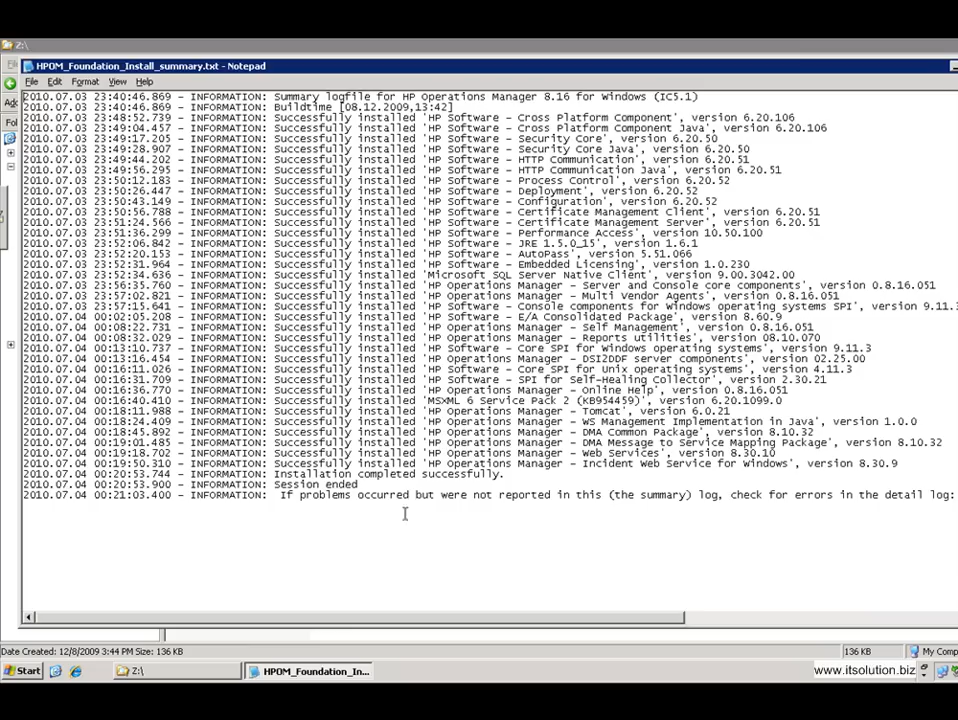 Z:\
HPOM_Foundation_Install_summary.txt - Notepad
File Edit Format View Help
2010.07.03 23:40:46.869 - INFORMATION: Summary logfile for HP Operations Manager 8.16 for Windows (IC5.1)
2010.07.03 23:40:46.869 - INFORMATION: Buildtime [08.12.2009,13:42]
2010.07.03 23:48:52.739 - INFORMATION: Successfully installed 'HP Software - Cross Platform Component', version 6.20.106
2010.07.03 23:49:04.457 - INFORMATION: Successfully installed 'HP Software - Cross Platform Component Java', version 6.20.106
2010.07.03 23:49:17.205 - INFORMATION: Successfully installed 'HP Software - Security Core', version 6.20.50
2010.07.03 23:49:28.907 - INFORMATION: Successfully installed 'HP Software - Security Core Java', version 6.20.50
2010.07.03 23:49:44.202 - INFORMATION: Successfully installed 'HP Software - HTTP Communication', version 6.20.51
2010.07.03 23:49:56.295 - INFORMATION: Successfully installed 'HP Software - HTTP Communication Java', version 6.20.51
2010.07.03 23:50:12.183 - INFORMATION: Successfully installed 'HP Software - Process Control', version 6.20.52
2010.07.03 23:50:26.447 - INFORMATION: Successfully installed 'HP Software - Deployment', version 6.20.52
2010.07.03 23:50:43.149 - INFORMATION: Successfully installed 'HP Software - Configuration', version 6.20.52
2010.07.03 23:50:56.788 - INFORMATION: Successfully installed 'HP Software - Certificate Management Client', version 6.20.51
2010.07.03 23:51:24.566 - INFORMATION: Successfully installed 'HP Software - Certificate Management Server', version 6.20.51
2010.07.03 23:51:36.299 - INFORMATION: Successfully installed 'HP Software - Performance Access', version 10.50.100
2010.07.03 23:52:06.842 - INFORMATION: Successfully installed 'HP Software - JRE 1.5.0_15', version 1.6.1
2010.07.03 23:52:20.153 - INFORMATION: Successfully installed 'HP Software - AutoPass', version 5.51.066
2010.07.03 23:52:31.964 - INFORMATION: Successfully installed 'HP Software - Embedded Licensing', version 1.0.230
2010.07.03 23:52:34.636 - INFORMATION: Successfully installed 'Microsoft SQL Server Native Client', version 9.00.3042.00
2010.07.03 23:56:35.760 - INFORMATION: Successfully installed 'HP Operations Manager - Server and Console core components', version 0.8.16.051
2010.07.03 23:57:02.821 - INFORMATION: Successfully installed 'HP Operations Manager - Multi Vendor Agents', version 0.8.16.051
2010.07.03 23:57:15.641 - INFORMATION: Successfully installed 'HP Software - Console components for Windows operating systems SPI', version 9.11.3
2010.07.04 00:02:05.208 - INFORMATION: Successfully installed 'HP Software - E/A Consolidated Package', version 8.60.9
2010.07.04 00:08:22.731 - INFORMATION: Successfully installed 'HP Operations Manager - Self Management', version 0.8.16.051
2010.07.04 00:08:32.029 - INFORMATION: Successfully installed 'HP Operations Manager - Reports utilities', version 08.10.070
2010.07.04 00:13:10.737 - INFORMATION: Successfully installed 'HP Software - Core SPI for Windows operating systems', version 9.11.3
2010.07.04 00:13:16.454 - INFORMATION: Successfully installed 'HP Operations Manager - DSI2DDF server components', version 02.25.00
2010.07.04 00:16:11.026 - INFORMATION: Successfully installed 'HP Software - Core SPI for Unix operating systems', version 4.11.3
2010.07.04 00:16:31.709 - INFORMATION: Successfully installed 'HP Software - SPI for Self-Healing Collector', version 2.30.21
2010.07.04 00:16:36.770 - INFORMATION: Successfully installed 'HP Operations Manager - Online Help', version 0.8.16.051
2010.07.04 00:16:40.410 - INFORMATION: Successfully installed 'MSXML 6 Service Pack 2 (KB954459)', version 6.20.1099.0
2010.07.04 00:18:11.988 - INFORMATION: Successfully installed 'HP Operations Manager - Tomcat', version 6.0.21
2010.07.04 00:18:24.409 - INFORMATION: Successfully installed 'HP Operations Manager - WS Management Implementation in Java', version 1.0.0
2010.07.04 00:18:45.892 - INFORMATION: Successfully installed 'HP Operations Manager - DMA Common Package', version 8.10.32
2010.07.04 00:19:01.485 - INFORMATION: Successfully installed 'HP Operations Manager - DMA Message to Service Mapping Package', version 8.10.32
2010.07.04 00:19:18.702 - INFORMATION: Successfully installed 'HP Operations Manager - Web Services', version 8.30.10
2010.07.04 00:19:50.310 - INFORMATION: Successfully installed 'HP Operations Manager - Incident Web Service for Windows', version 8.30.9
2010.07.04 00:20:53.744 - INFORMATION: Installation completed successfully.
2010.07.04 00:20:53.900 - INFORMATION: Session ended
2010.07.04 00:21:03.400 - INFORMATION:  If problems occurred but were not reported in this (the summary) log, check for errors in the detail log:
Date Created: 12/8/2009 3:44 PM Size: 136 KB 136 KB My Comp
Start Z:\ HPOM_Foundation_In... www.itsolution.biz